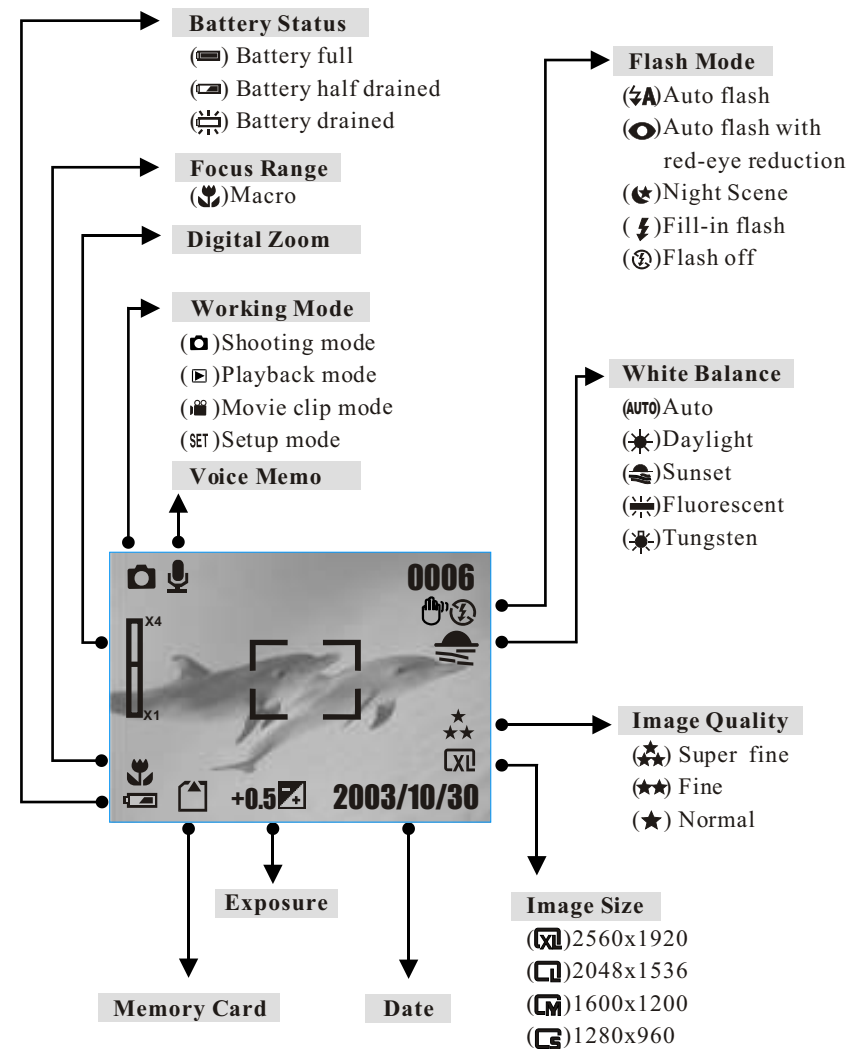 Battery Status
() Battery full
() Battery half drained
() Battery drained
Focus Range
()Macro
Digital Zoom
Working Mode
()Shooting mode
()Playback mode
()Movie clip mode
(SET)Setup mode
Voice Memo
Flash Mode
(A)Auto flash
()Auto flash with
red-eye reduction
()Night Scene
()Fill-in flash
()Flash off
White Balance
(AUTO)Auto
()Daylight
()Sunset
()Fluorescent
()Tungsten
0006
X4
X1
XL
+0.5
2003/10/30
Image Quality
(★★★) Super fine
(★★) Fine
(★) Normal
Exposure
Memory Card
Date
Image Size
(XL)2560x1920
(L)2048x1536
(M)1600x1200
(S)1280x960